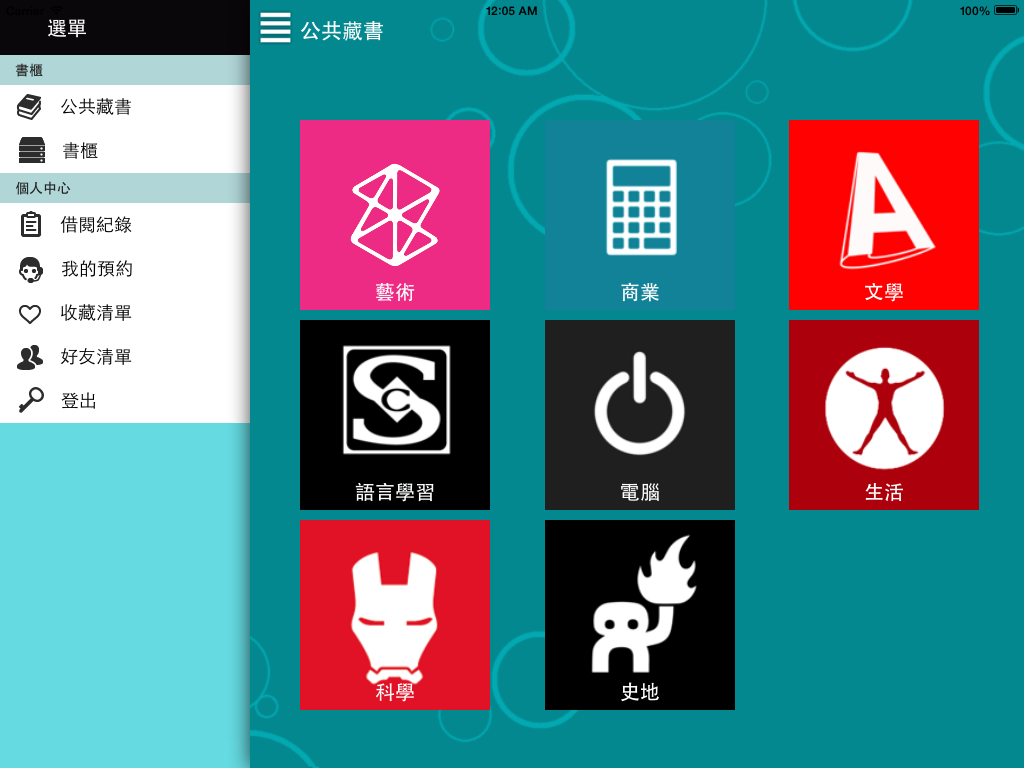 Carrier
12:05 AM
100%
選單
公共藏書
書櫃
公共藏書
書櫃
個人中心
借閱紀錄
我的預約
收藏清單
好友清單
登出
藝術
商業
A
文學
S
C
語言學習
電腦
生活
科學
史地